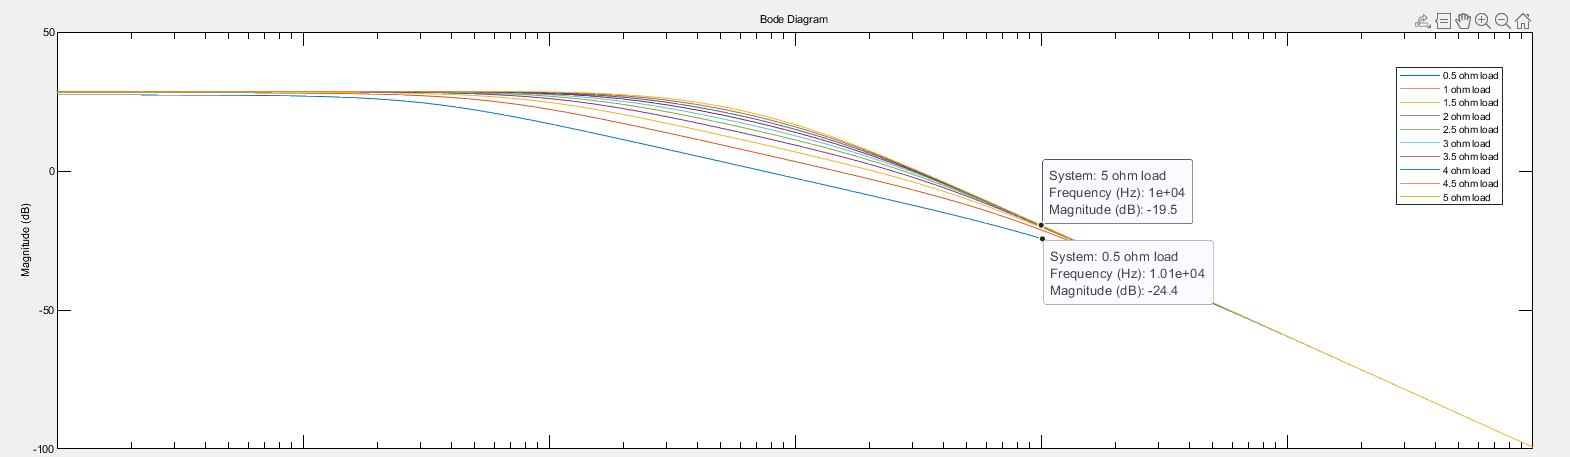 Bode Diagram
50
0
-50
-100
Magnitude (dB)
0.5 ohm load
1 ohm load
1.5 ohm load
2 ohm load
2.5 ohm load
3 ohm load
3.5 ohm load
4 ohm load
4.5 ohm load
5 ohm load
System: 5 ohm load
Frequency (Hz): 1e+04
Magnitude (dB): -19.5
System: 0.5 ohm load
Frequency (Hz): 1.01e+04
Magnitude (dB): -24.4